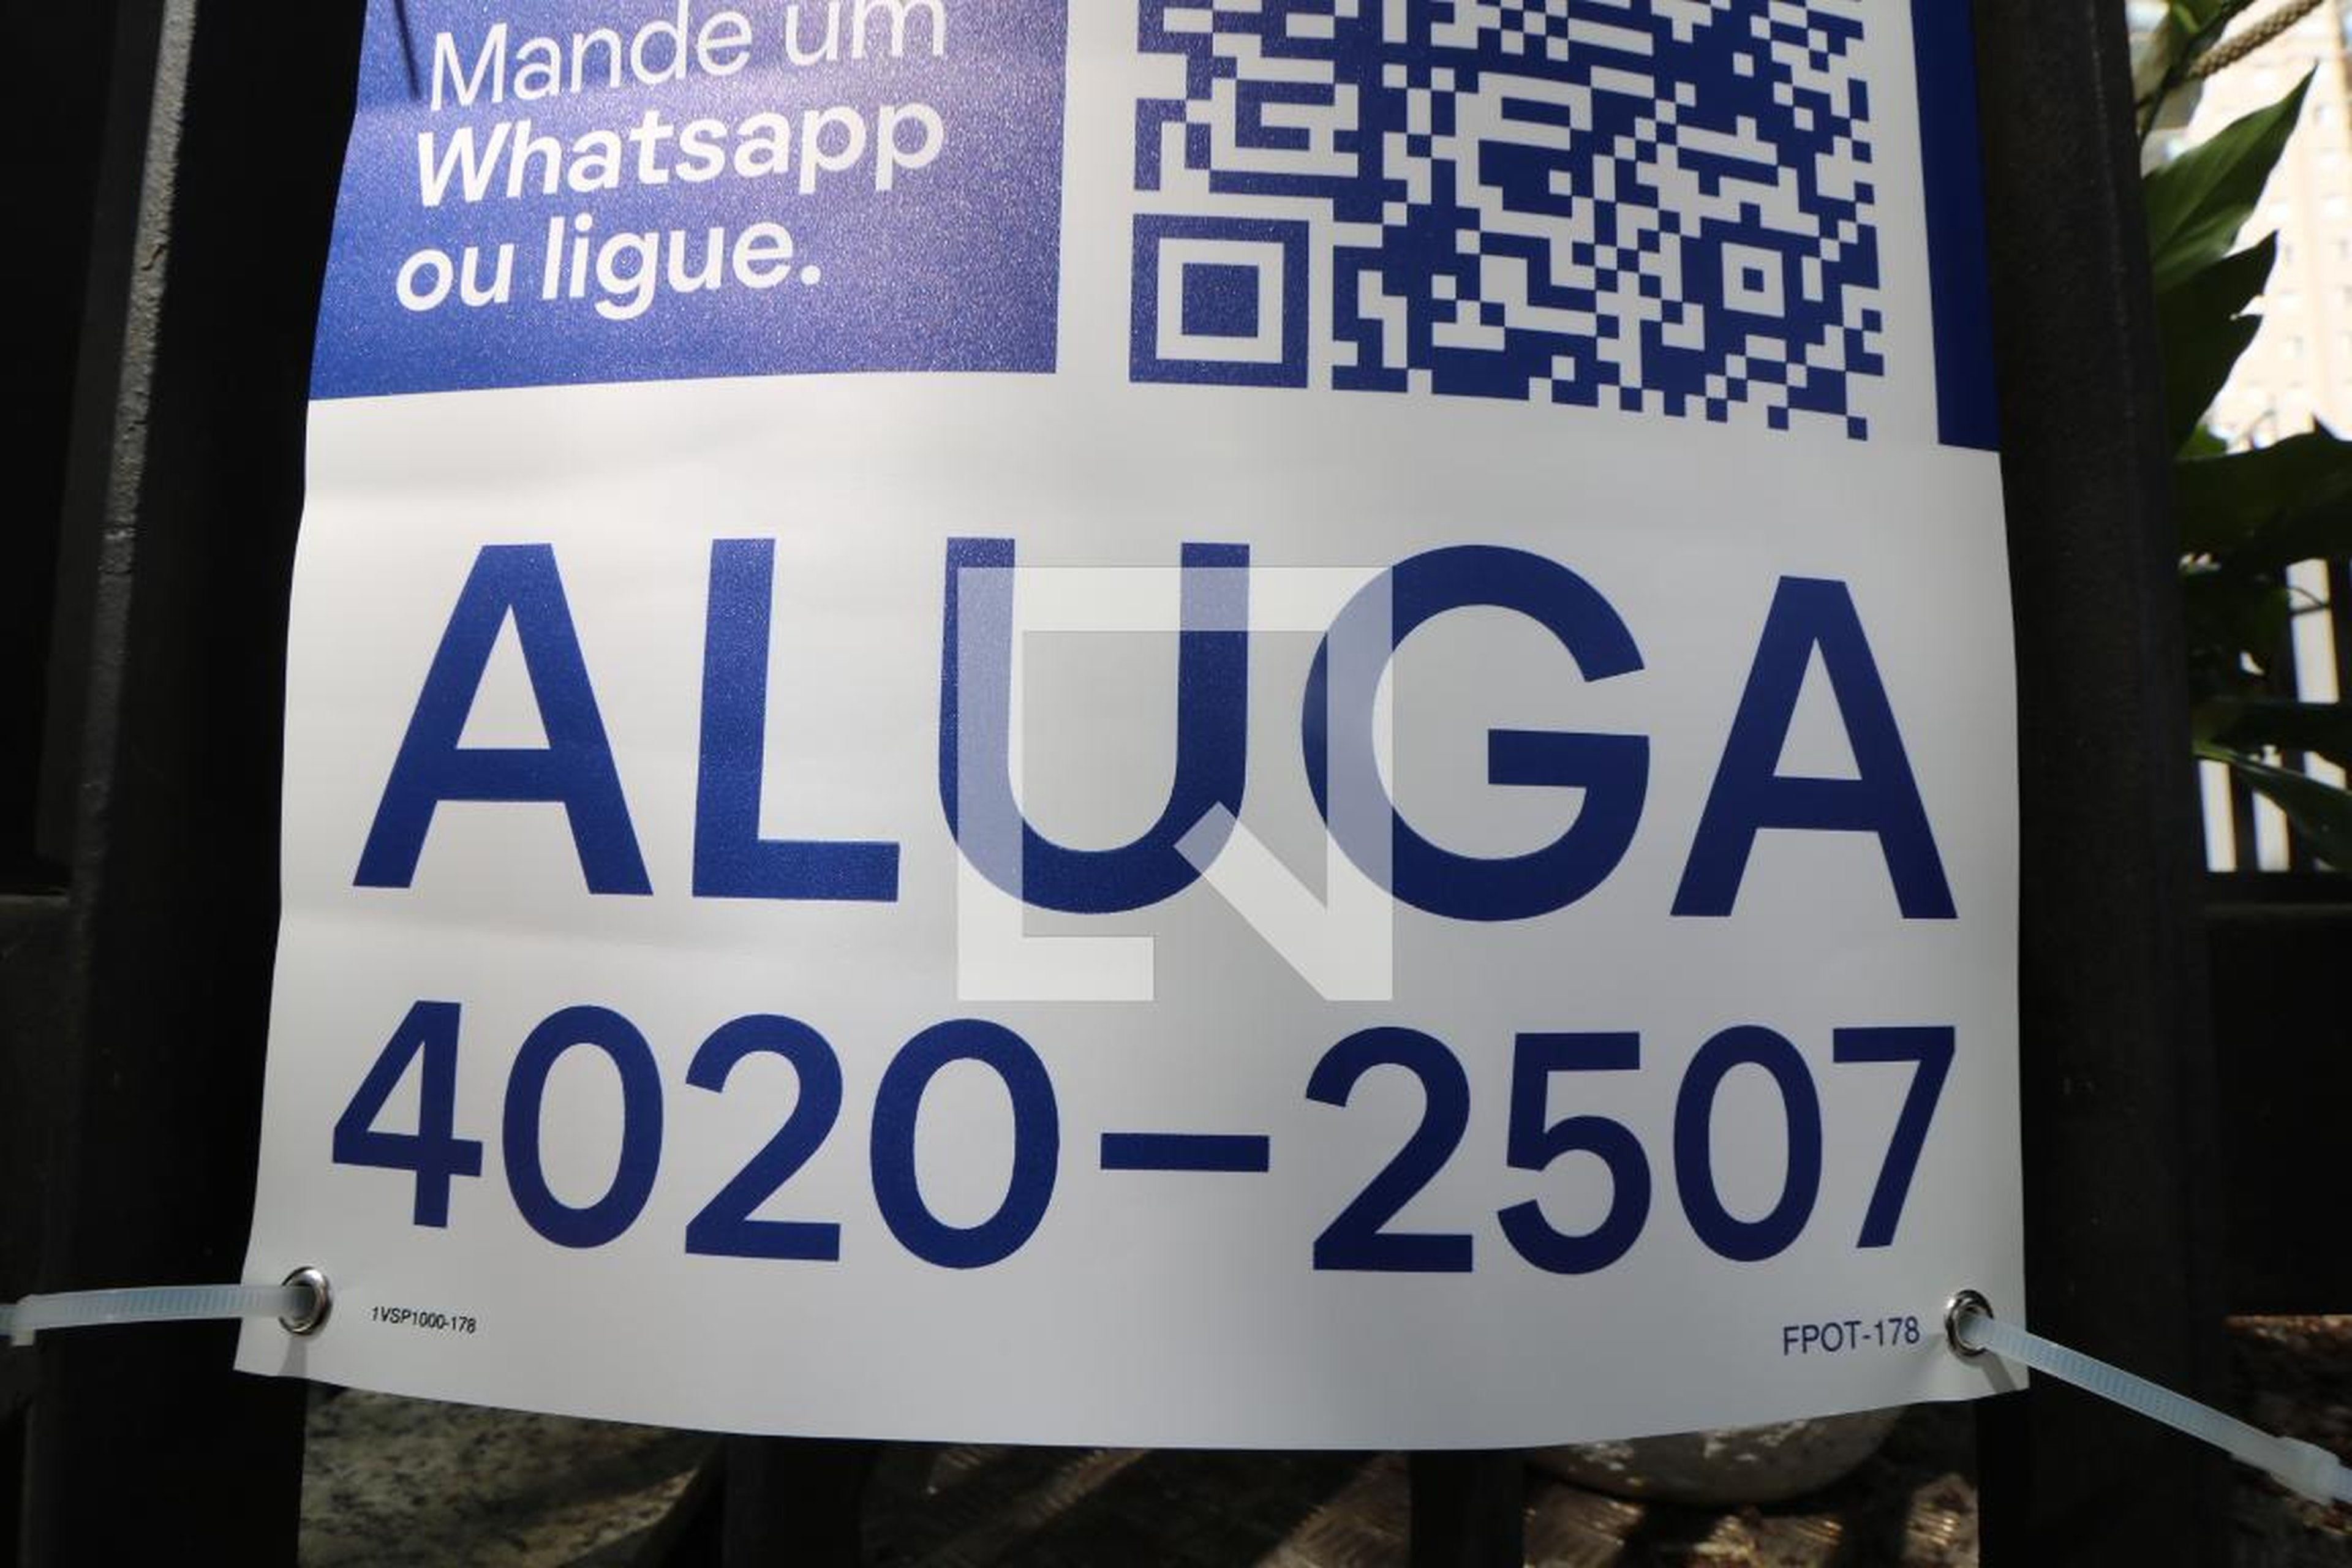 Mande um
Whatsapp
ou ligue.
ALUGA
4020-2507
1VSP1000-178
FPOT-178